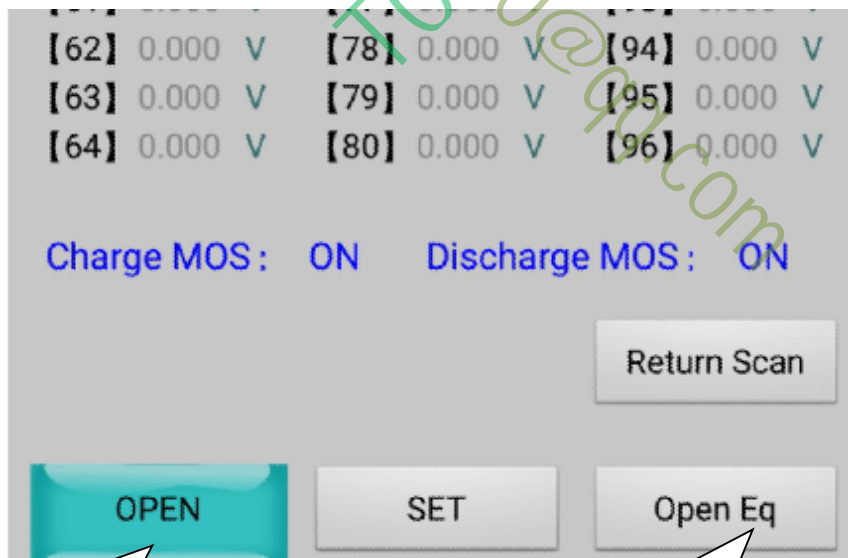 【62】 0.000 V 【78】 0.000 V 【94】 0.000 V
【63】 0.000 V 【79】 0.000 V 【95】 0.000 V
【64】 0.000 V 【80】 0.000 V 【96】 0.000 V
Charge MOS: ON Discharge MOS: ON
Return Scan
OPEN SET Open Eq
@qq.com